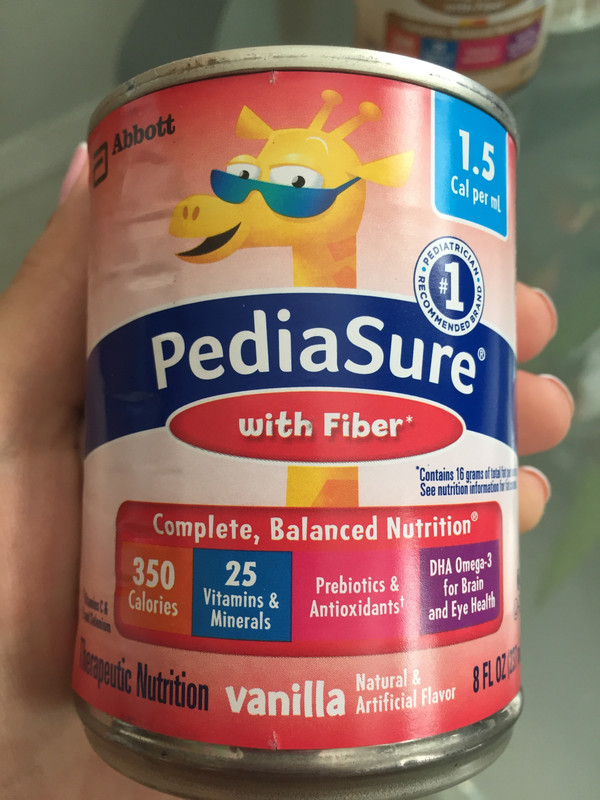 Abbott
1.5
Cal per mL
PEDIATRICIAN
#1
RECOMMENDED BRAND
PediaSure®
with Fiber*
*Contains 16 grams of total fat per
See nutrition information for
Complete, Balanced Nutrition®
350
Calories
25
Vitamins &
Minerals
Prebiotics &
Antioxidants†
DHA Omega-3
for Brain
and Eye Health
Therapeutic Nutrition
vanilla
Natural &
Artificial Flavor
8 FL OZ